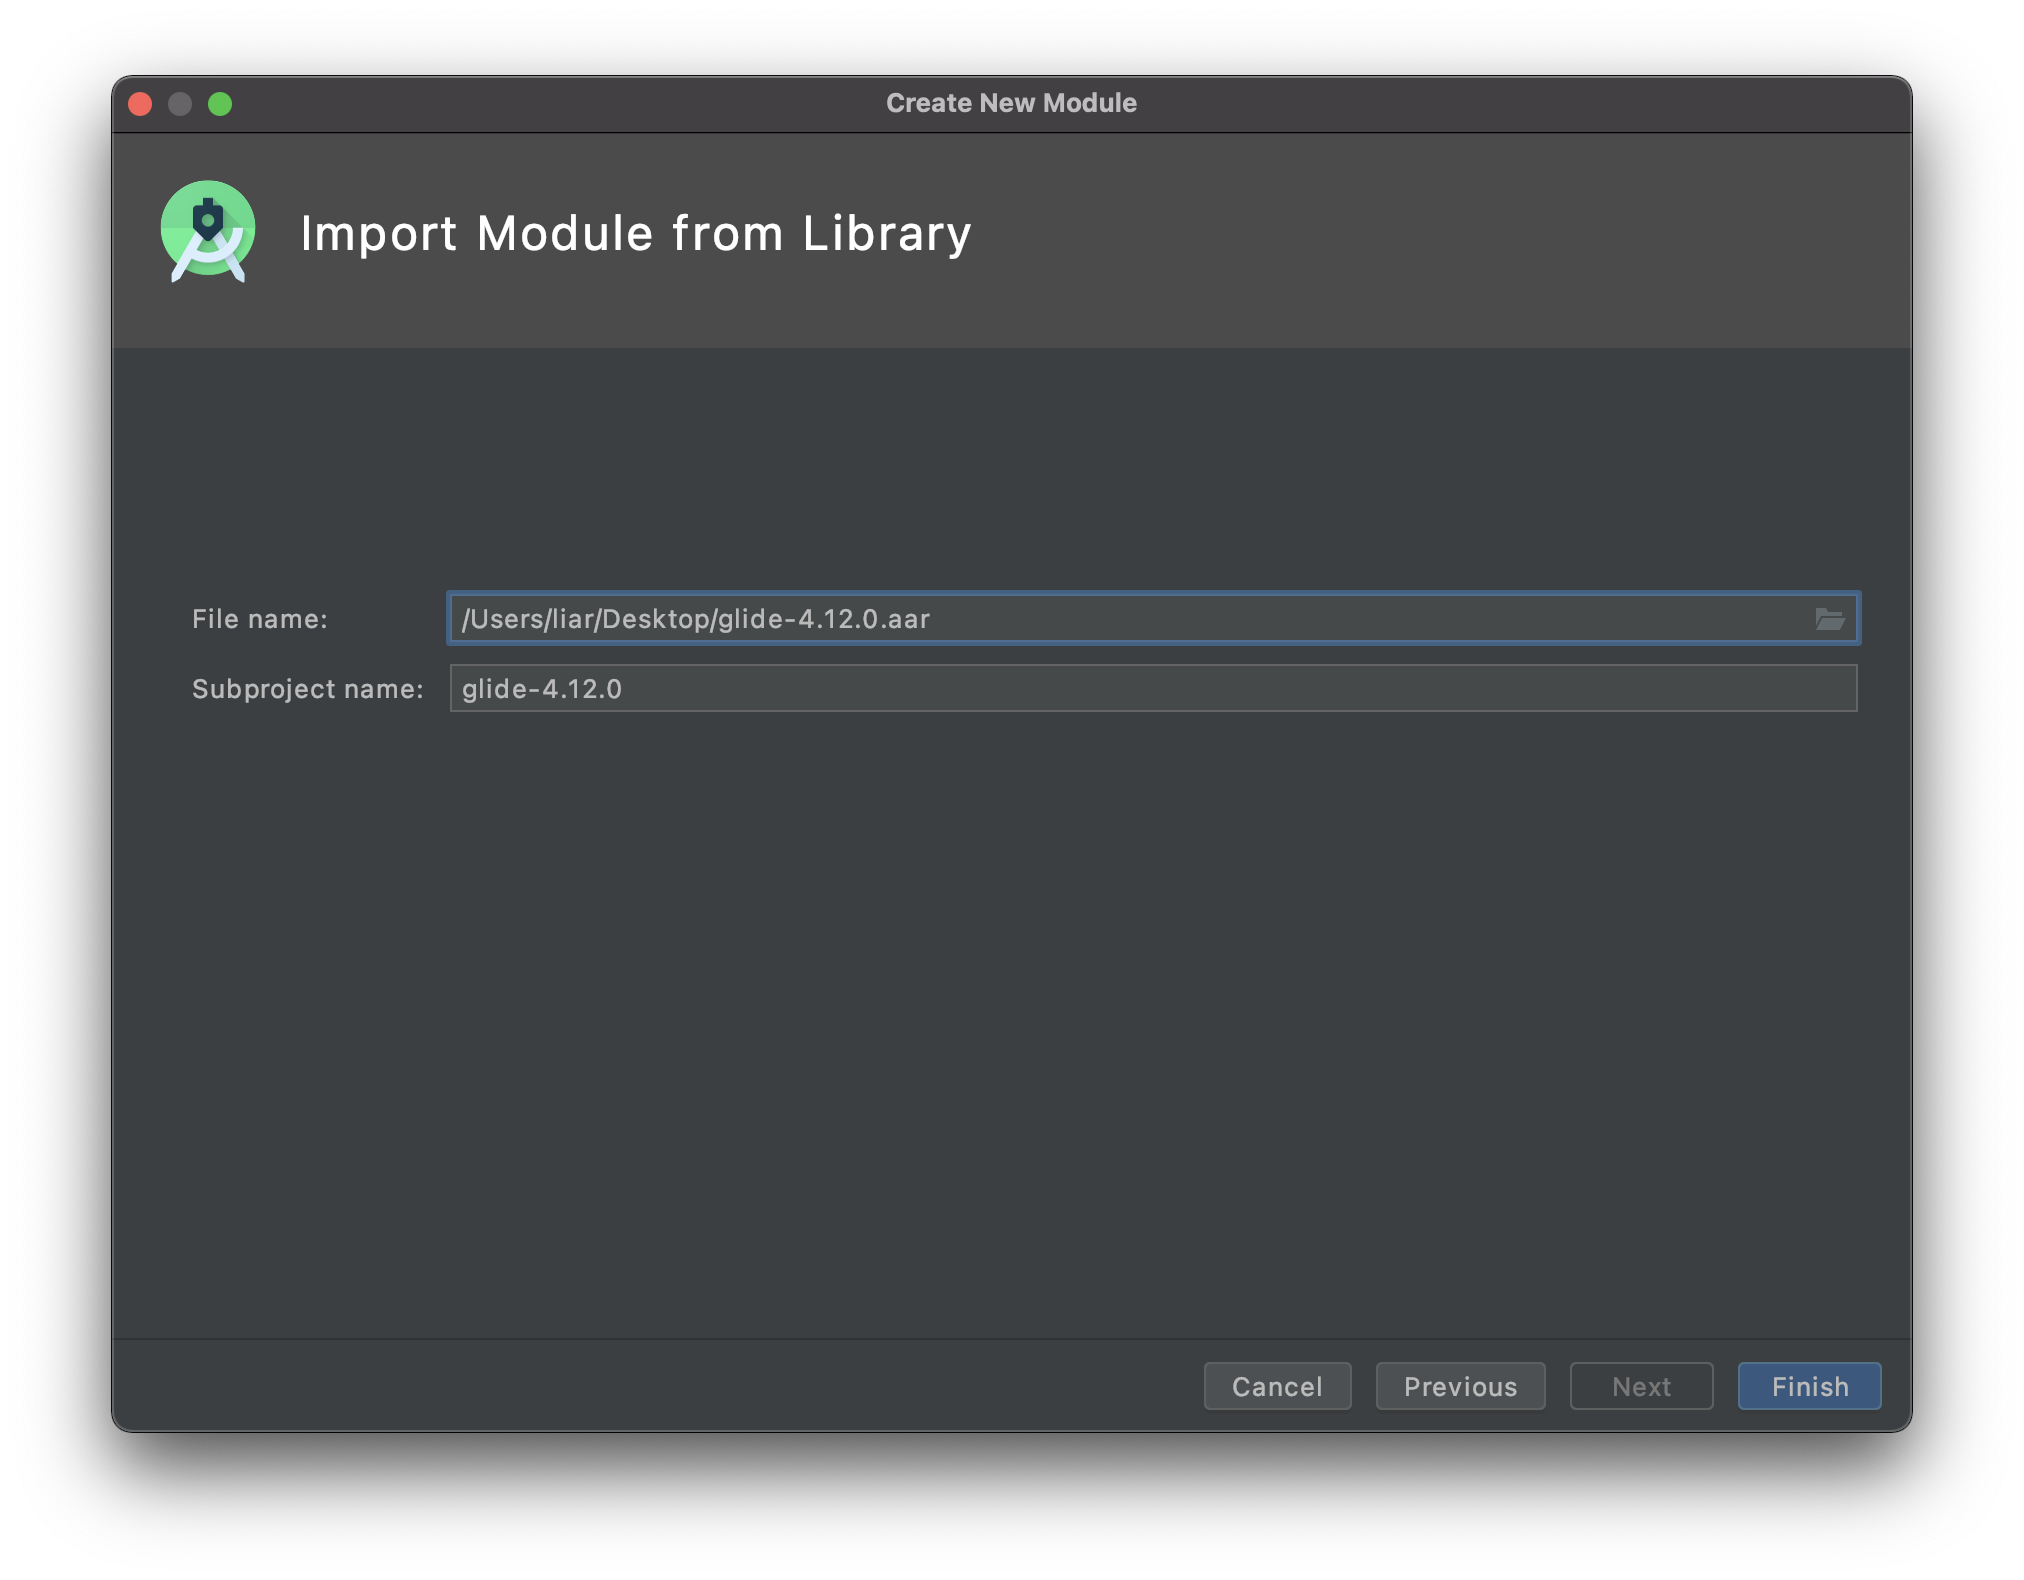 Create New Module
Import Module from Library
File name: /Users/liar/Desktop/glide-4.12.0.aar
Subproject name: glide-4.12.0
Cancel Previous Next Finish